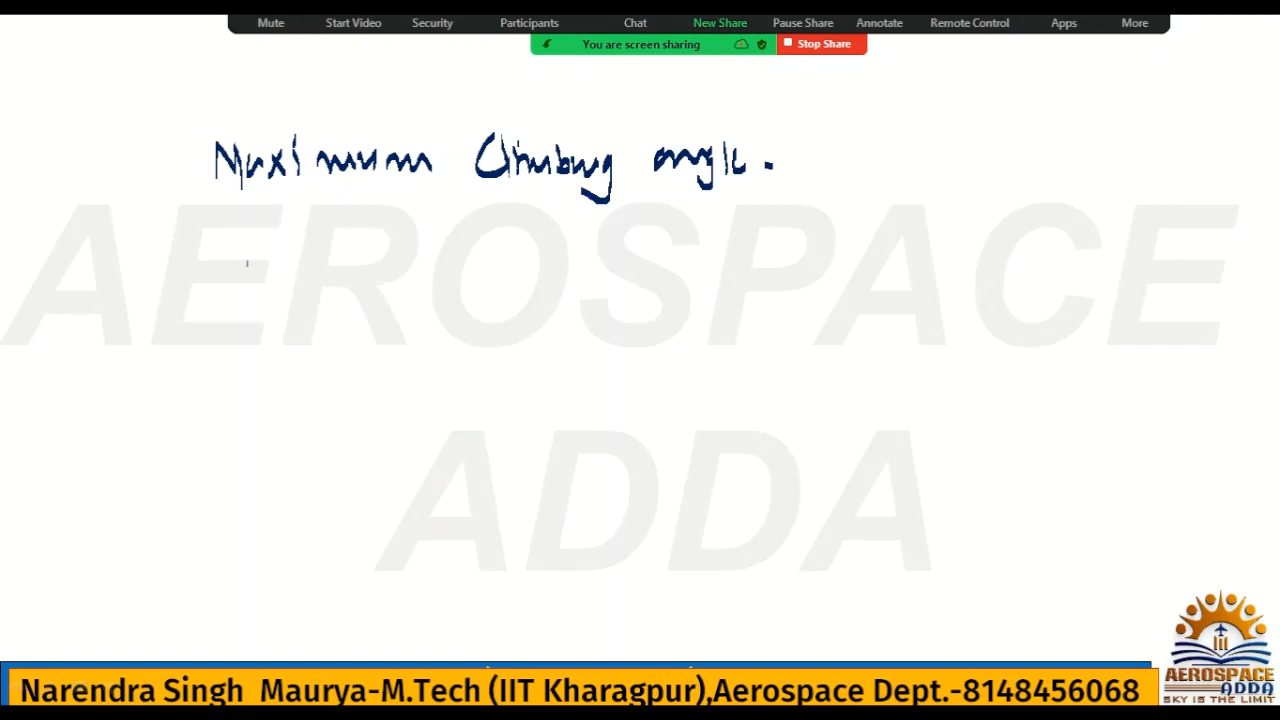 Mute Start Video Security Participants Chat New Share Pause Share Annotate Remote Control Apps More
You are screen sharing Stop Share
Maximum Climbing angle.
AEROSPACE
ADDA
Narendra Singh Maurya-M.Tech (IIT Kharagpur),Aerospace Dept.-8148456068
AEROSPACE
ADDA
SKY IS THE LIMIT